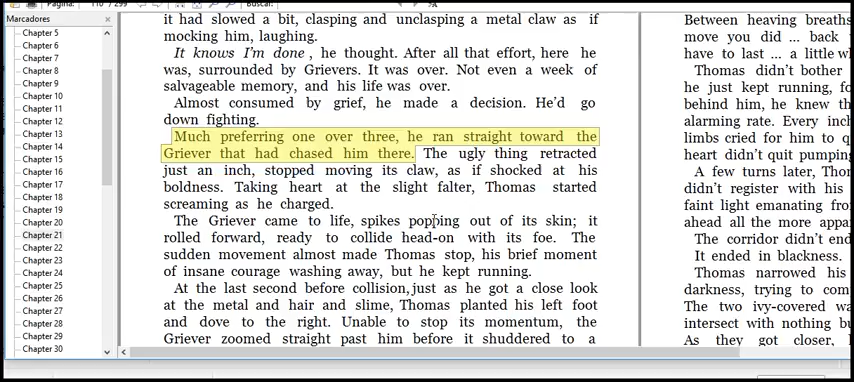 Pagina: 110 / 299 Buscar:
Marcadores
Chapter 5
Chapter 6
Chapter 7
Chapter 8
Chapter 9
Chapter 10
Chapter 11
Chapter 12
Chapter 13
Chapter 14
Chapter 15
Chapter 16
Chapter 17
Chapter 18
Chapter 19
Chapter 20
Chapter 21
Chapter 22
Chapter 23
Chapter 24
Chapter 25
Chapter 26
Chapter 27
Chapter 28
Chapter 29
Chapter 30
it had slowed a bit, clasping and unclasping a metal claw as if
mocking him, laughing.
It knows I'm done , he thought. After all that effort, here he
was, surrounded by Grievers. It was over. Not even a week of
salvageable memory, and his life was over.
Almost consumed by grief, he made a decision. He'd go
down fighting.
Much preferring one over three, he ran straight toward the
Griever that had chased him there. The ugly thing retracted
just an inch, stopped moving its claw, as if shocked at his
boldness. Taking heart at the slight falter, Thomas started
screaming as he charged.
The Griever came to life, spikes popping out of its skin; it
rolled forward, ready to collide head-on with its foe. The
sudden movement almost made Thomas stop, his brief moment
of insane courage washing away, but he kept running.
At the last second before collision, just as he got a close look
at the metal and hair and slime, Thomas planted his left foot
and dove to the right. Unable to stop its momentum, the
Griever zoomed straight past him before it shuddered to a
Between heaving breaths
move you did ... back
have to last ... a little
Thomas didn't bother
he just kept running,
behind him, he knew
alarming rate. Every
limbs cried for him to
heart didn't quit pumping
A few turns later,
didn't register with his
faint light emanating
ahead all the more
The corridor didn't end
It ended in blackness.
Thomas narrowed his
darkness, trying to
The two ivy-covered
intersect with nothing
As they got closer,